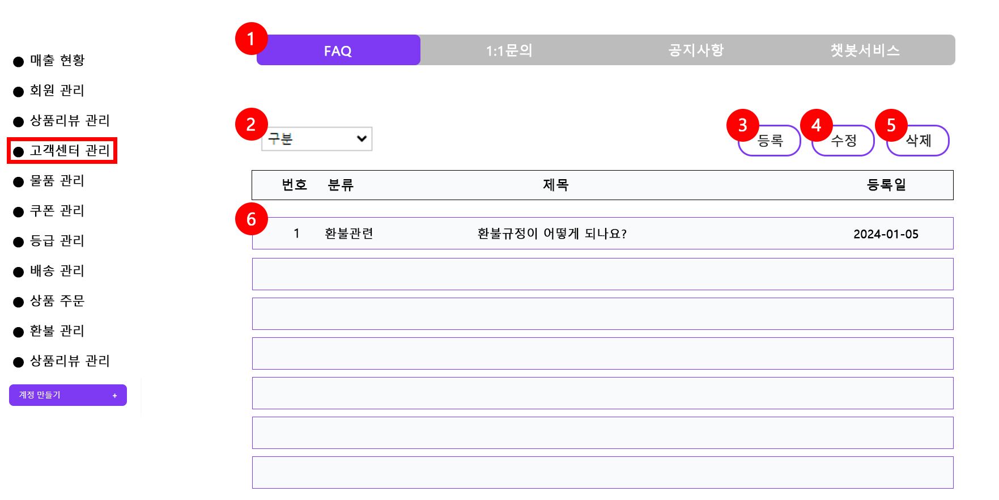 매출 현황
회원 관리
상품리뷰 관리
고객센터 관리
물품 관리
쿠폰 관리
등급 관리
배송 관리
상품 주문
환불 관리
상품리뷰 관리
계정 만들기 +
1 FAQ 1:1문의 공지사항 챗봇서비스
2 구분 3 등록 4 수정 5 삭제
번호 분류 제목 등록일
6 1 환불관련 환불규정이 어떻게 되나요? 2024-01-05